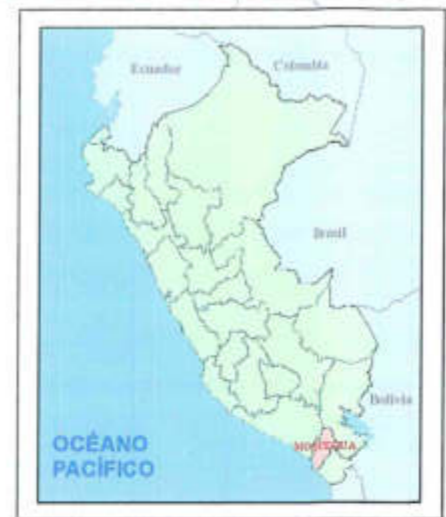 Ecuador
Colombia
Brasil
Bolivia
MOQUEGUA
OCÉANO
PACÍFICO